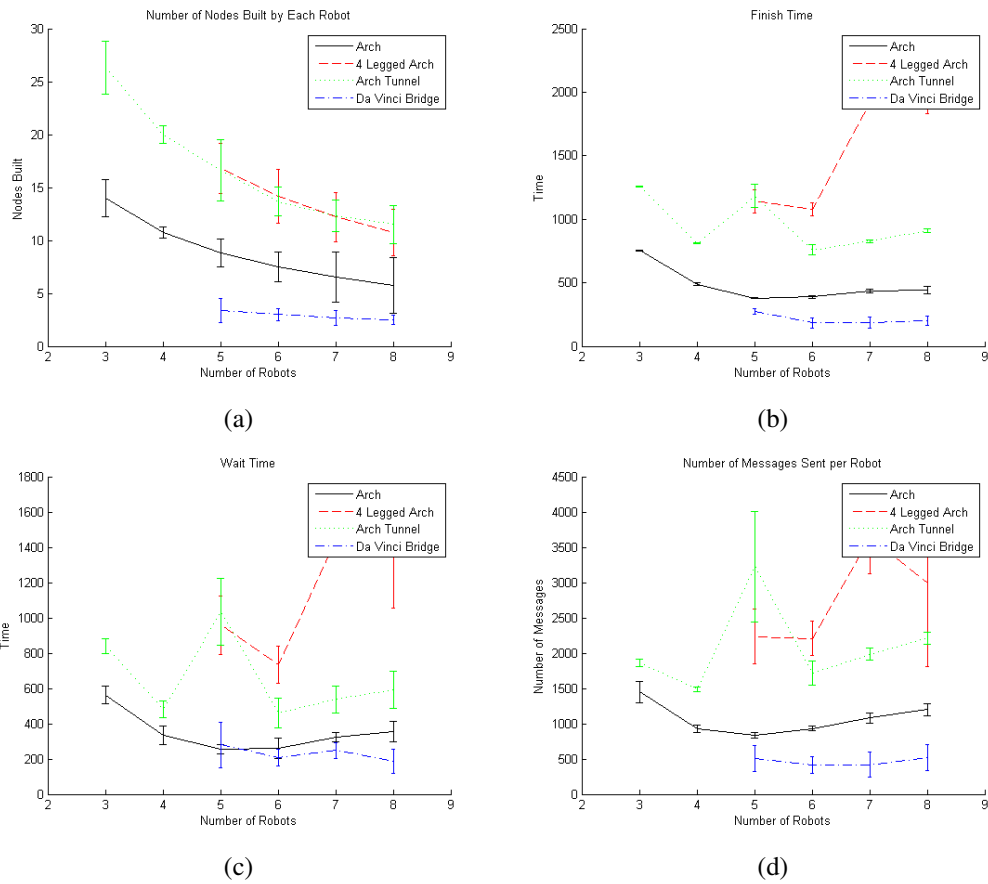 Number of Nodes Built by Each Robot
30
25
20
15
10
5
0
Nodes Built
2 3 4 5 6 7 8 9
Number of Robots
Arch
4 Legged Arch
Arch Tunnel
Da Vinci Bridge
(a)
Finish Time
2500
2000
1500
1000
500
0
Time
2 3 4 5 6 7 8 9
Number of Robots
Arch
4 Legged Arch
Arch Tunnel
Da Vinci Bridge
(b)
Wait Time
1800
1600
1400
1200
1000
800
600
400
200
0
Time
2 3 4 5 6 7 8 9
Number of Robots
Arch
4 Legged Arch
Arch Tunnel
Da Vinci Bridge
(c)
Number of Messages Sent per Robot
4500
4000
3500
3000
2500
2000
1500
1000
500
0
Number of Messages
2 3 4 5 6 7 8 9
Number of Robots
Arch
4 Legged Arch
Arch Tunnel
Da Vinci Bridge
(d)